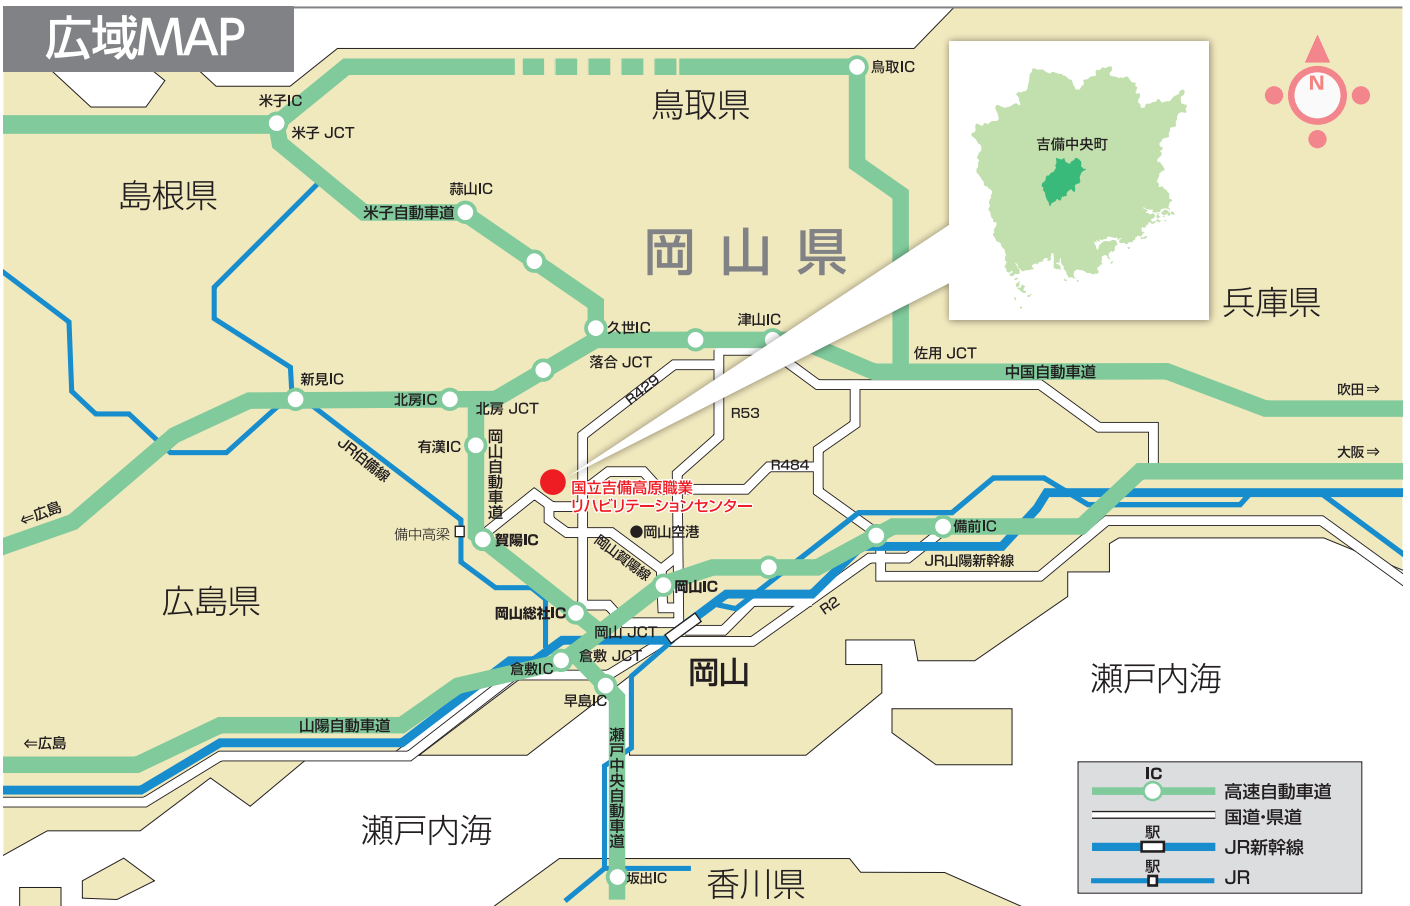 広域MAP
N
鳥取IC
米子IC
米子 JCT
鳥取県
吉備中央町
島根県
蒜山IC
米子自動車道
岡山県
兵庫県
久世IC
津山IC
落合 JCT
佐用 JCT
中国自動車道
新見IC
北房IC
北房 JCT
R429
R53
吹田⇒
有漢IC
岡山自動車道
JR伯備線
R484
大阪⇒
国立吉備高原職業
リハビリテーションセンター
⇐広島
備中高梁
賀陽IC
岡山空港
岡山賀陽線
備前IC
JR山陽新幹線
広島県
岡山IC
岡山総社IC
R2
岡山 JCT
倉敷 JCT
倉敷IC
岡山
早島IC
瀬戸内海
山陽自動車道
⇐広島
瀬戸中央自動車道
瀬戸内海
坂出IC
香川県
IC
高速自動車道
国道・県道
駅
JR新幹線
駅
JR